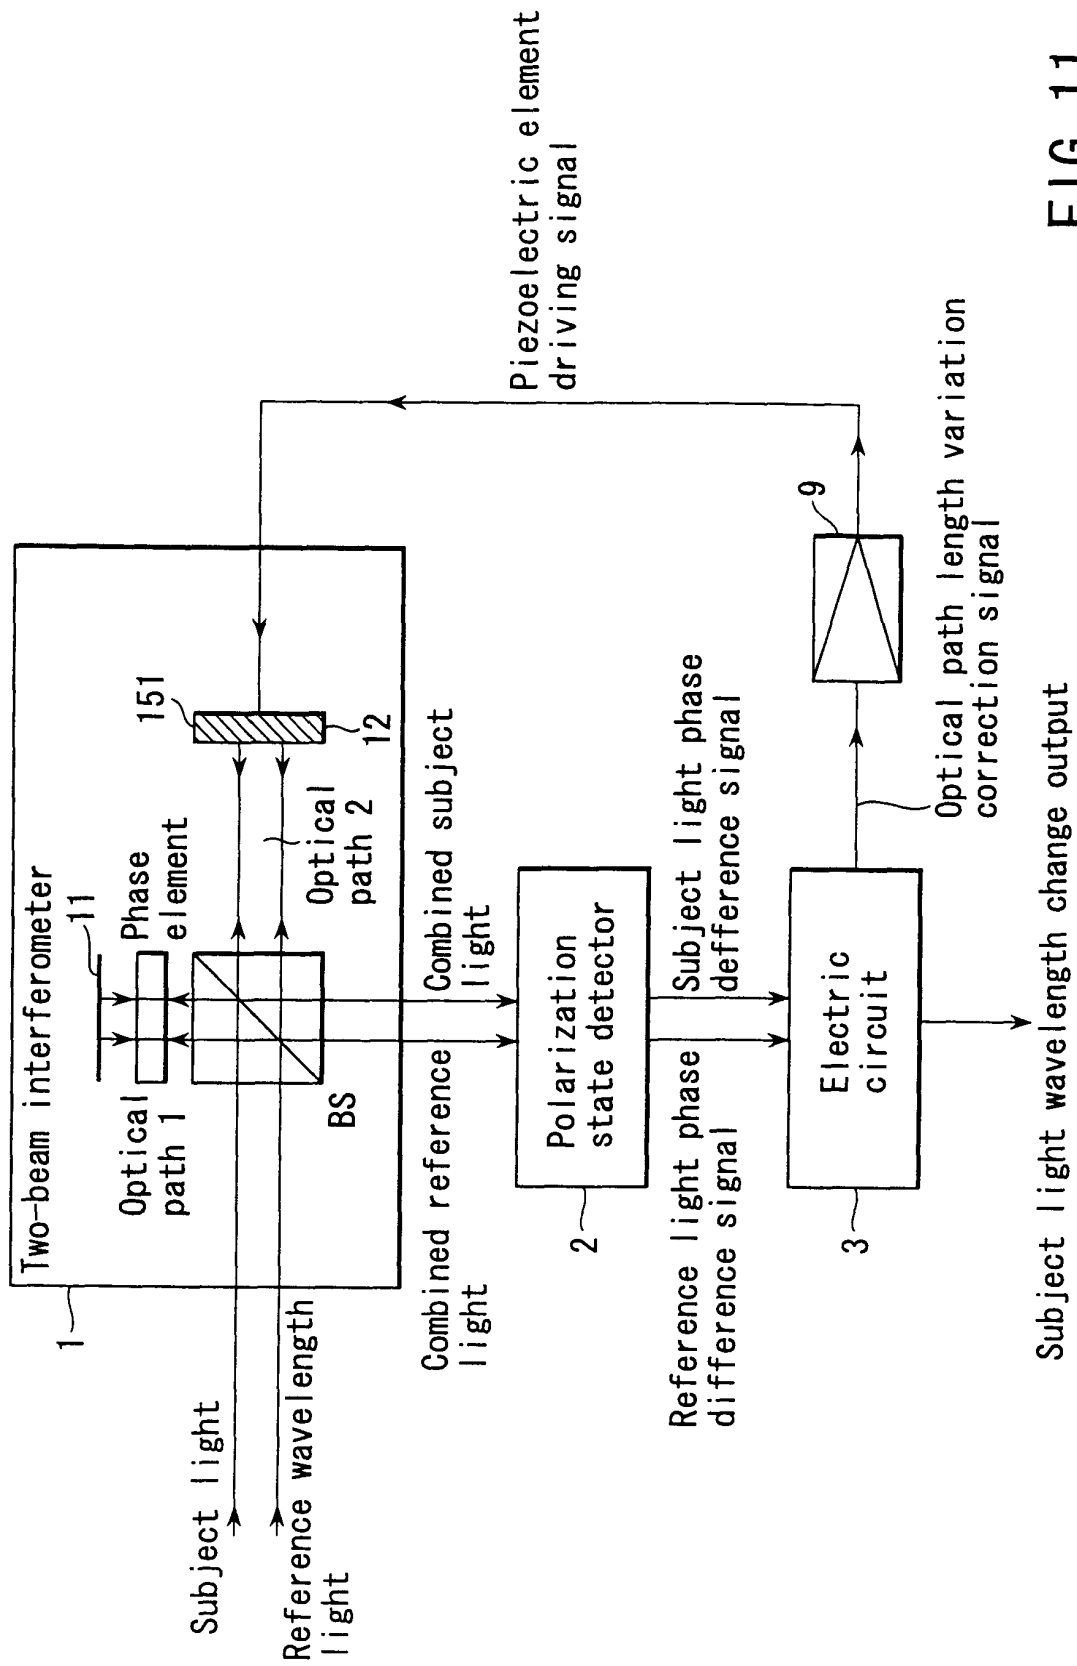 Two-beam interferometer
1
11
Optical
path 1
Phase
element
151
12
BS
Optical
path 2
Subject light
Reference wavelength
light
Piezoelectric element
driving signal
Combined reference
light
Combined subject
light
2
Polarization
state detector
9
Reference light phase
difference signal
Subject light phase
defference signal
3
Electric
circuit
Optical path length variation
correction signal
Subject light wavelength change output
FIG. 11